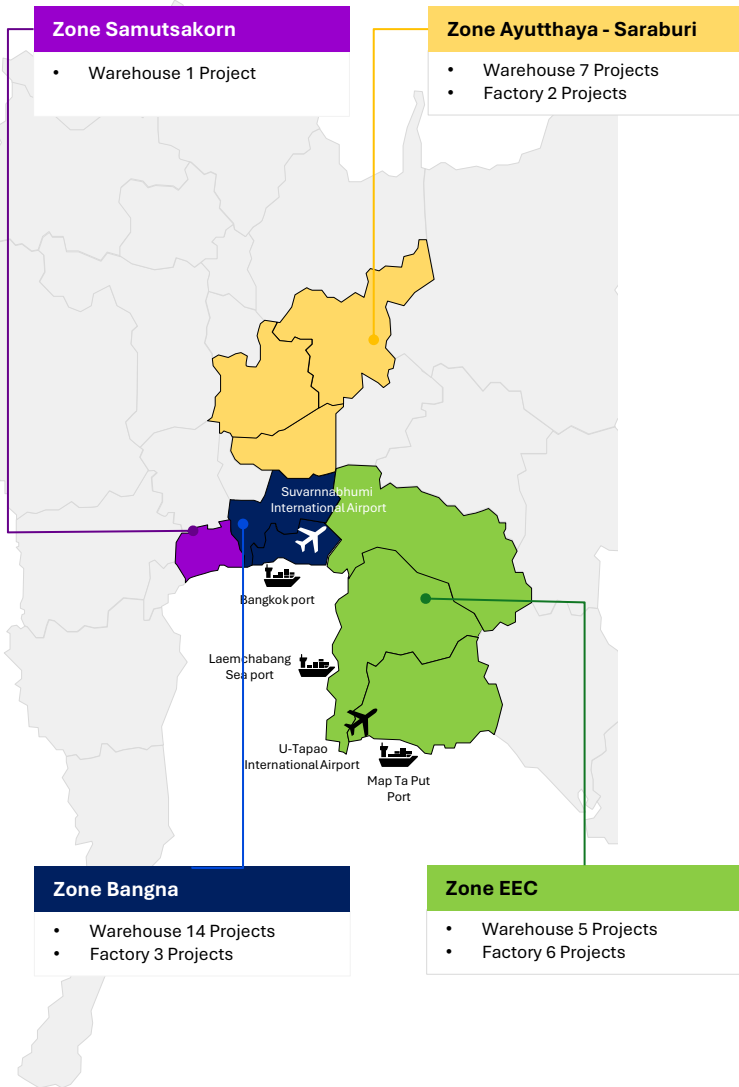 Zone Samutsakorn
• Warehouse 1 Project
Zone Ayutthaya - Saraburi
• Warehouse 7 Projects
• Factory 2 Projects
Suvarnnabhumi
International Airport
Bangkok port
Laemchabang
Sea port
U-Tapao
International Airport
Map Ta Put
Port
Zone Bangna
• Warehouse 14 Projects
• Factory 3 Projects
Zone EEC
• Warehouse 5 Projects
• Factory 6 Projects